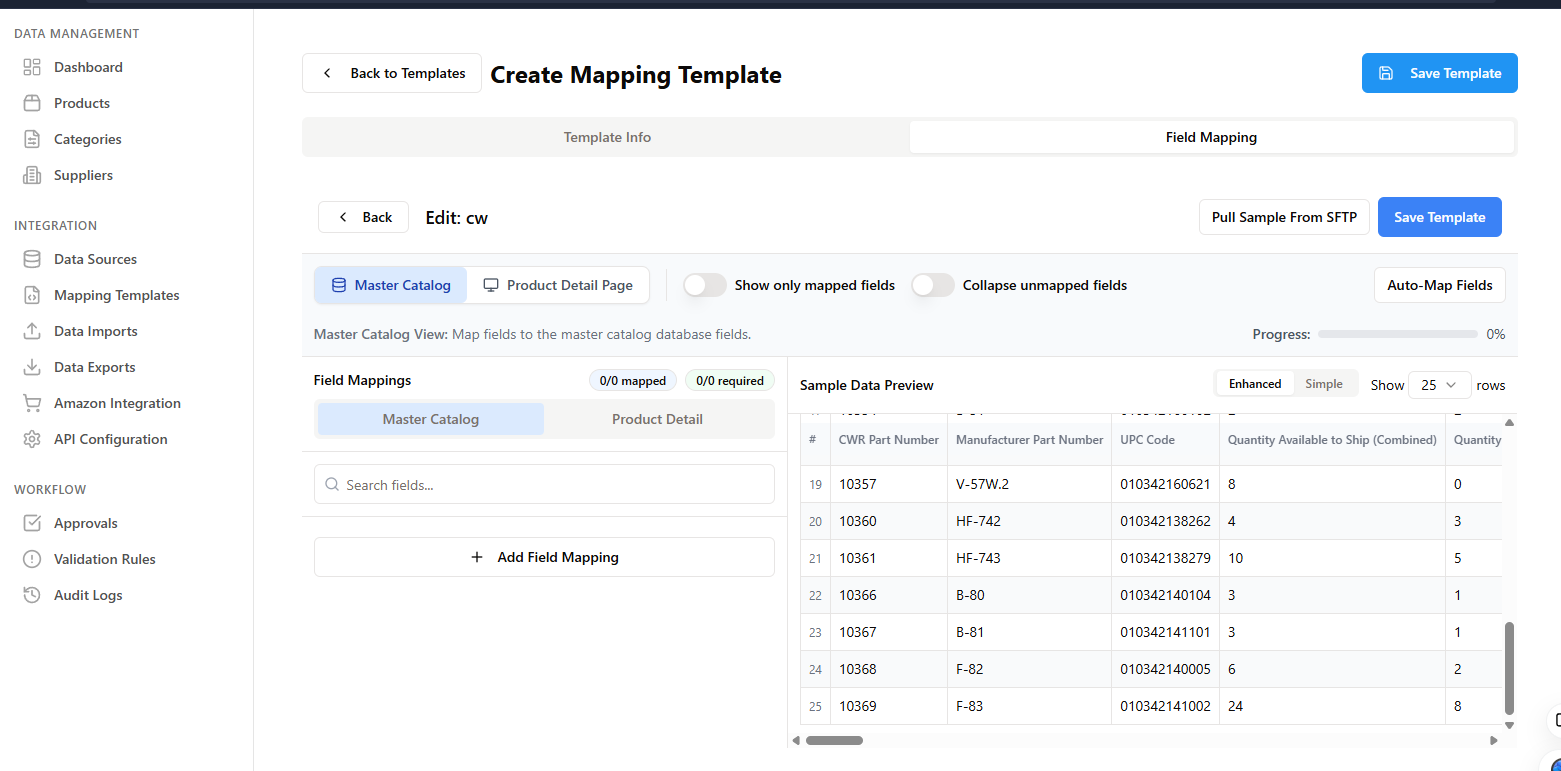 DATA MANAGEMENT
Dashboard
Products
Categories
Suppliers
INTEGRATION
Data Sources
Mapping Templates
Data Imports
Data Exports
Amazon Integration
API Configuration
WORKFLOW
Approvals
Validation Rules
Audit Logs
Back to Templates
Create Mapping Template
Save Template
Template Info
Field Mapping
Back
Edit: cw
Pull Sample From SFTP
Save Template
Master Catalog
Product Detail Page
Show only mapped fields
Collapse unmapped fields
Auto-Map Fields
Master Catalog View: Map fields to the master catalog database fields.
Progress: 0%
Field Mappings
0/0 mapped
0/0 required
Master Catalog
Product Detail
Search fields...
Add Field Mapping
Sample Data Preview
Enhanced
Simple
Show 25 rows
# CWR Part Number Manufacturer Part Number UPC Code Quantity Available to Ship (Combined) Quantity
19 10357 V-57W.2 010342160621 8 0
20 10360 HF-742 010342138262 4 3
21 10361 HF-743 010342138279 10 5
22 10366 B-80 010342140104 3 1
23 10367 B-81 010342141101 3 1
24 10368 F-82 010342140005 6 2
25 10369 F-83 010342141002 24 8